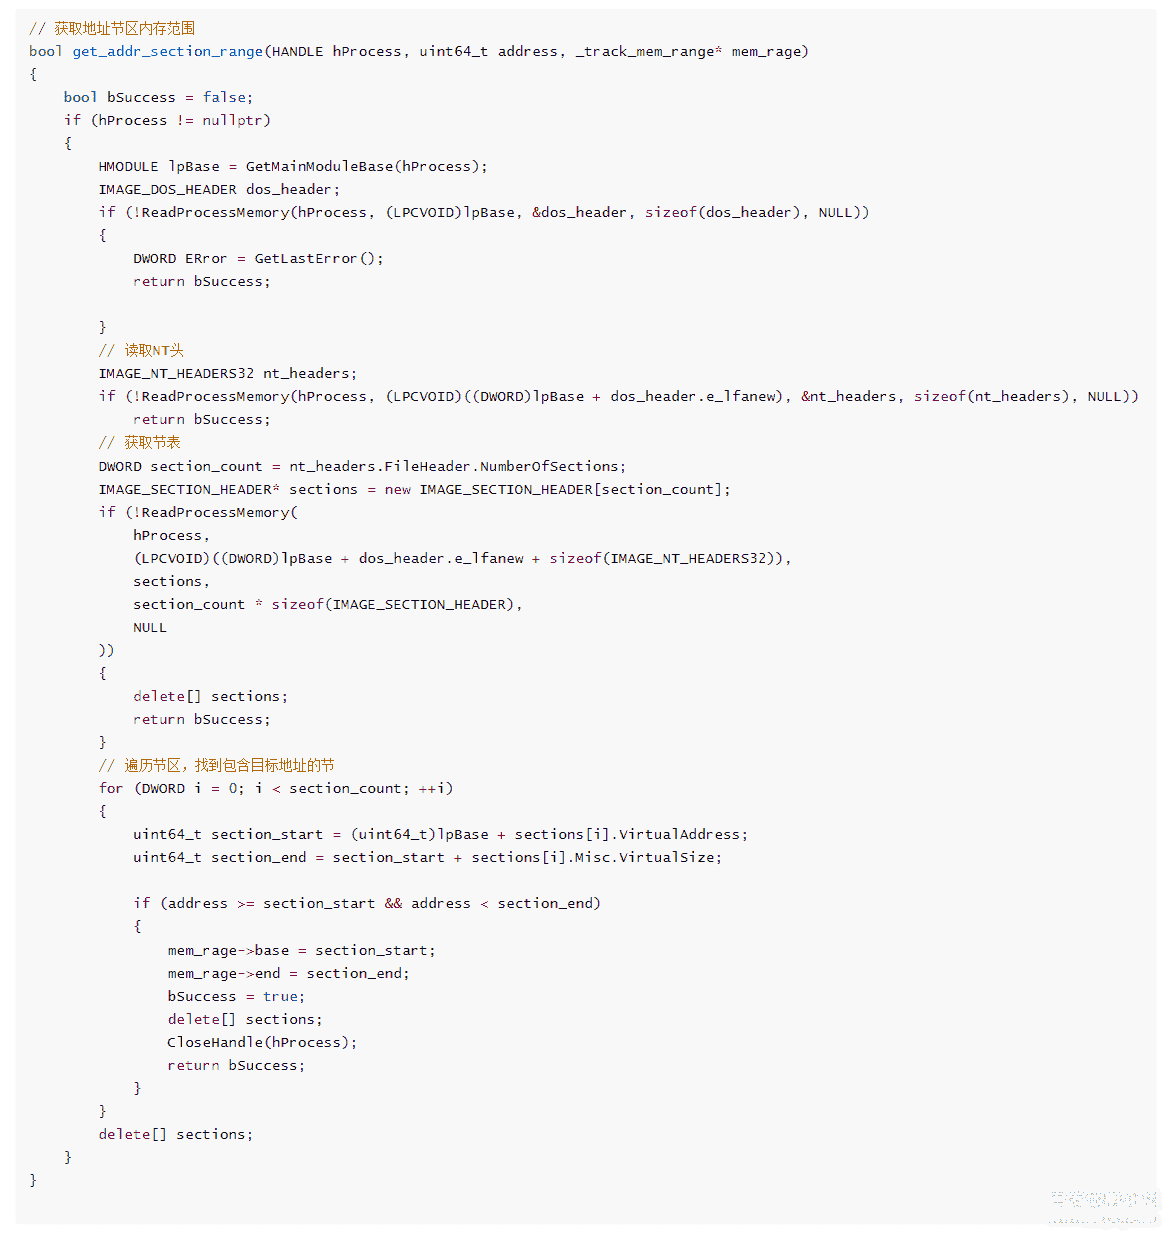 // 获取地址节区内存范围
bool get_addr_section_range(HANDLE hProcess, uint64_t address, _track_mem_range* mem_rage)
{
    bool bSuccess = false;
    if (hProcess != nullptr)
    {
        HMODULE lpBase = GetMainModuleBase(hProcess);
        IMAGE_DOS_HEADER dos_header;
        if (!ReadProcessMemory(hProcess, (LPCVOID)lpBase, &dos_header, sizeof(dos_header), NULL))
        {
            DWORD ERror = GetLastError();
            return bSuccess;

        }
        // 读取NT头
        IMAGE_NT_HEADERS32 nt_headers;
        if (!ReadProcessMemory(hProcess, (LPCVOID)((DWORD)lpBase + dos_header.e_lfanew), &nt_headers, sizeof(nt_headers), NULL))
            return bSuccess;
        // 获取节表
        DWORD section_count = nt_headers.FileHeader.NumberOfSections;
        IMAGE_SECTION_HEADER* sections = new IMAGE_SECTION_HEADER[section_count];
        if (!ReadProcessMemory(
            hProcess,
            (LPCVOID)((DWORD)lpBase + dos_header.e_lfanew + sizeof(IMAGE_NT_HEADERS32)),
            sections,
            section_count * sizeof(IMAGE_SECTION_HEADER),
            NULL
        ))
        {
            delete[] sections;
            return bSuccess;
        }
        // 遍历节区，找到包含目标地址的节
        for (DWORD i = 0; i < section_count; ++i)
        {
            uint64_t section_start = (uint64_t)lpBase + sections[i].VirtualAddress;
            uint64_t section_end = section_start + sections[i].Misc.VirtualSize;

            if (address >= section_start && address < section_end)
            {
                mem_rage->base = section_start;
                mem_rage->end = section_end;
                bSuccess = true;
                delete[] sections;
                CloseHandle(hProcess);
                return bSuccess;
            }
        }
        delete[] sections;
    }
}